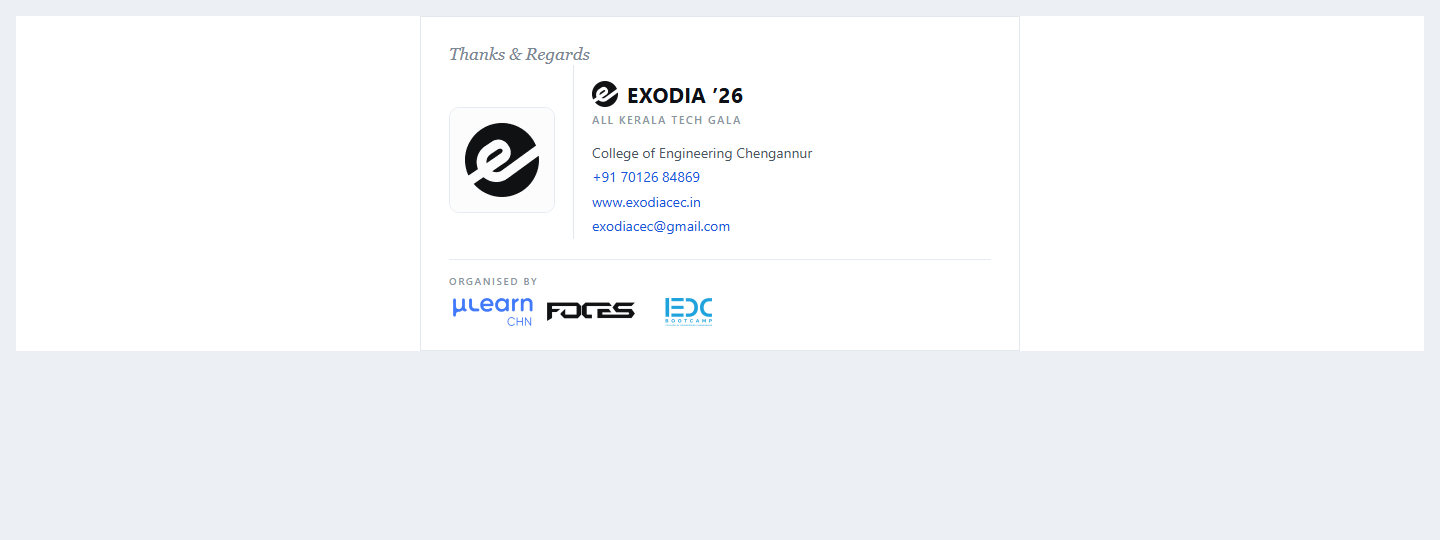 Thanks & Regards
EXODIA ’26
ALL KERALA TECH GALA
College of Engineering Chengannur
+91 70126 84869
www.exodiacec.in
exodiacec@gmail.com
ORGANISED BY
µLearn
CHN
FOCES
IEDC
BOOTCAMP